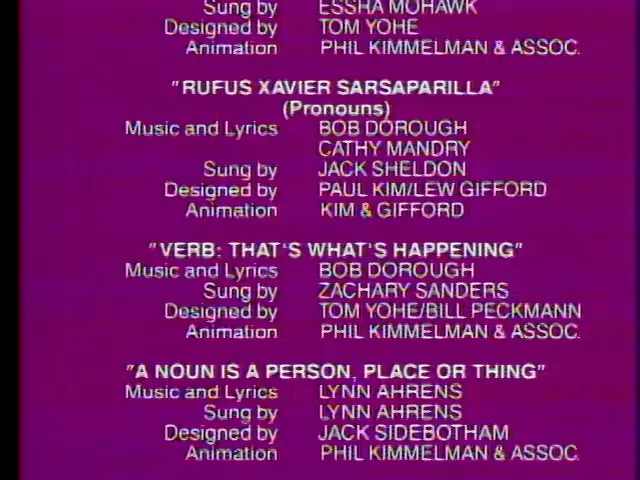 Sung by ESSRA MOHAWK
Designed by TOM YOHE
Animation PHIL KIMMELMAN & ASSOC.
"RUFUS XAVIER SARSAPARILLA"
(Pronouns)
Music and Lyrics BOB DOROUGH
CATHY MANDRY
Sung by JACK SHELDON
Designed by PAUL KIM/LEW GIFFORD
Animation KIM & GIFFORD
"VERB: THAT'S WHAT'S HAPPENING"
Music and Lyrics BOB DOROUGH
Sung by ZACHARY SANDERS
Designed by TOM YOHE/BILL PECKMANN
Animation PHIL KIMMELMAN & ASSOC.
"A NOUN IS A PERSON, PLACE OR THING"
Music and Lyrics LYNN AHRENS
Sung by LYNN AHRENS
Designed by JACK SIDEBOTHAM
Animation PHIL KIMMELMAN & ASSOC.